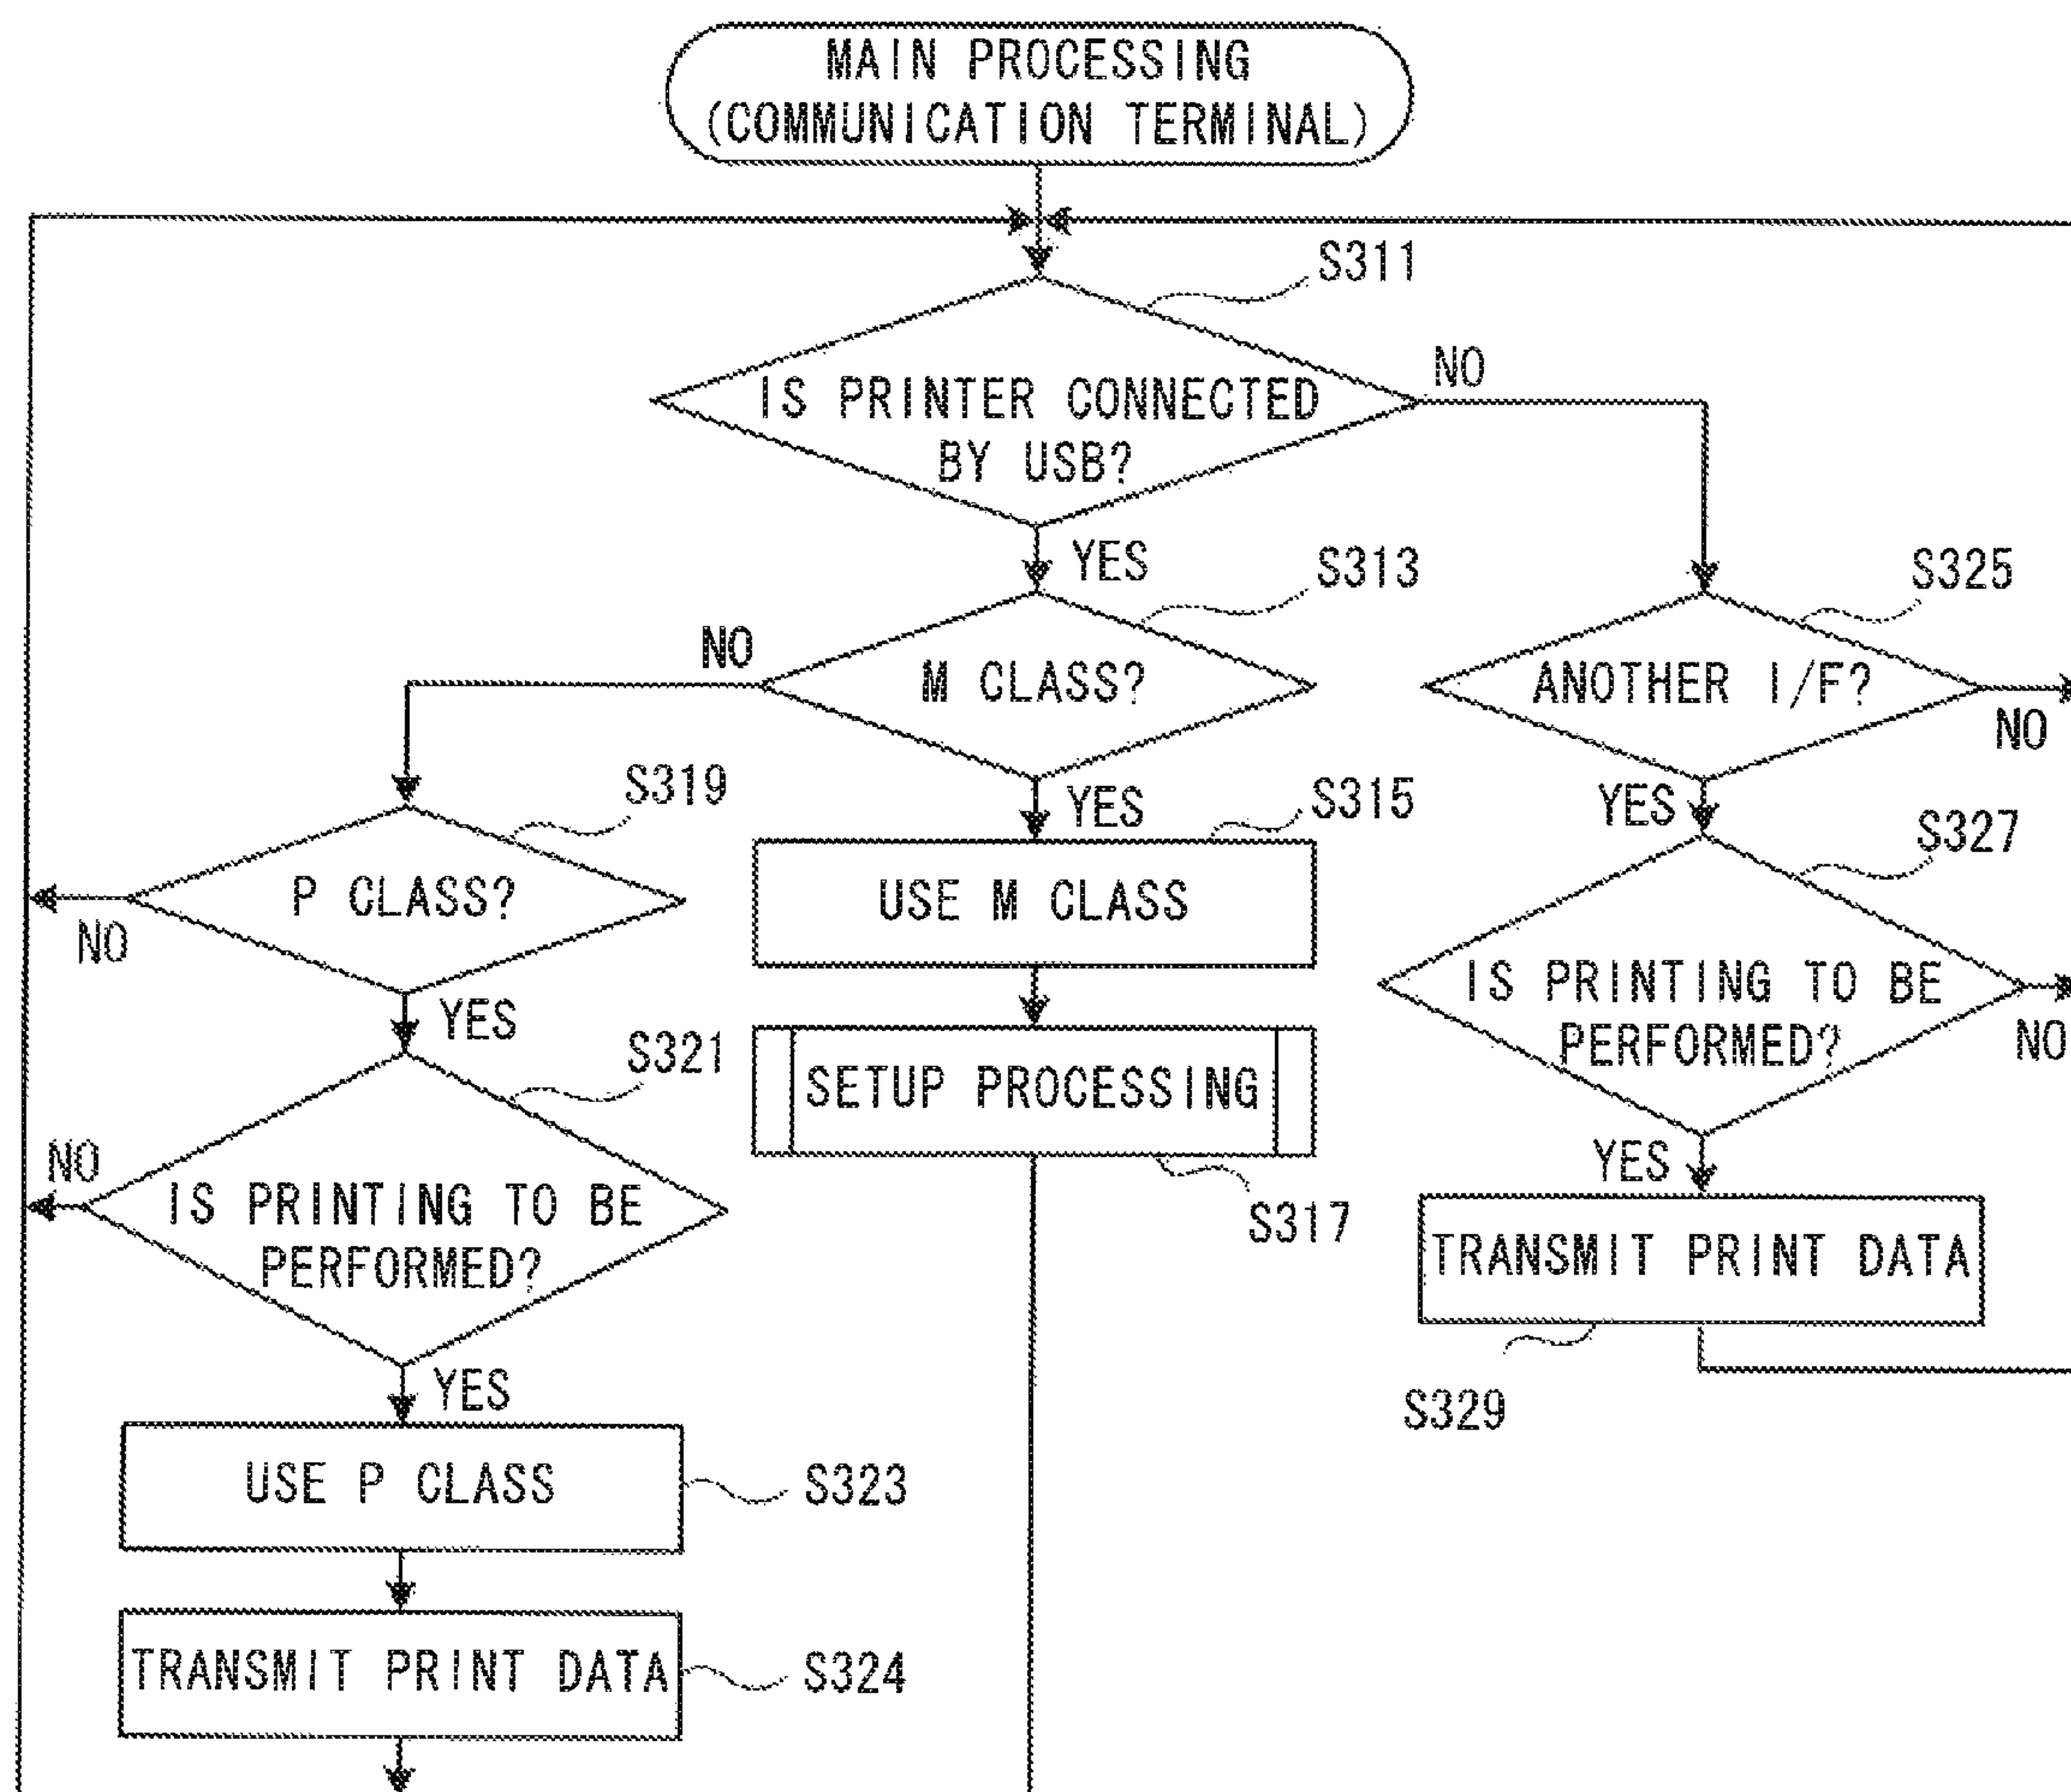 MAIN PROCESSING
(COMMUNICATION TERMINAL)
S311
IS PRINTER CONNECTED
BY USB?
NO
YES
S313
M CLASS?
NO
YES
S325
ANOTHER I/F?
NO
YES
S319
P CLASS?
NO
YES
S315
USE M CLASS
S327
IS PRINTING TO BE
PERFORMED?
NO
YES
S321
IS PRINTING TO BE
PERFORMED?
NO
YES
SETUP PROCESSING
S317
TRANSMIT PRINT DATA
S329
USE P CLASS
S323
TRANSMIT PRINT DATA
S324